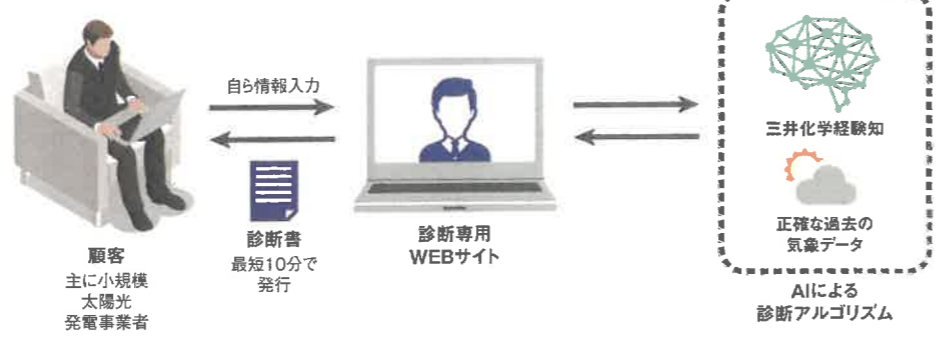 自ら情報入力
診断書
最短10分で
発行
顧客
主に小規模
太陽光
発電事業者
診断専用
WEBサイト
三井化学経験知
正確な過去の
気象データ
AIによる
診断アルゴリズム